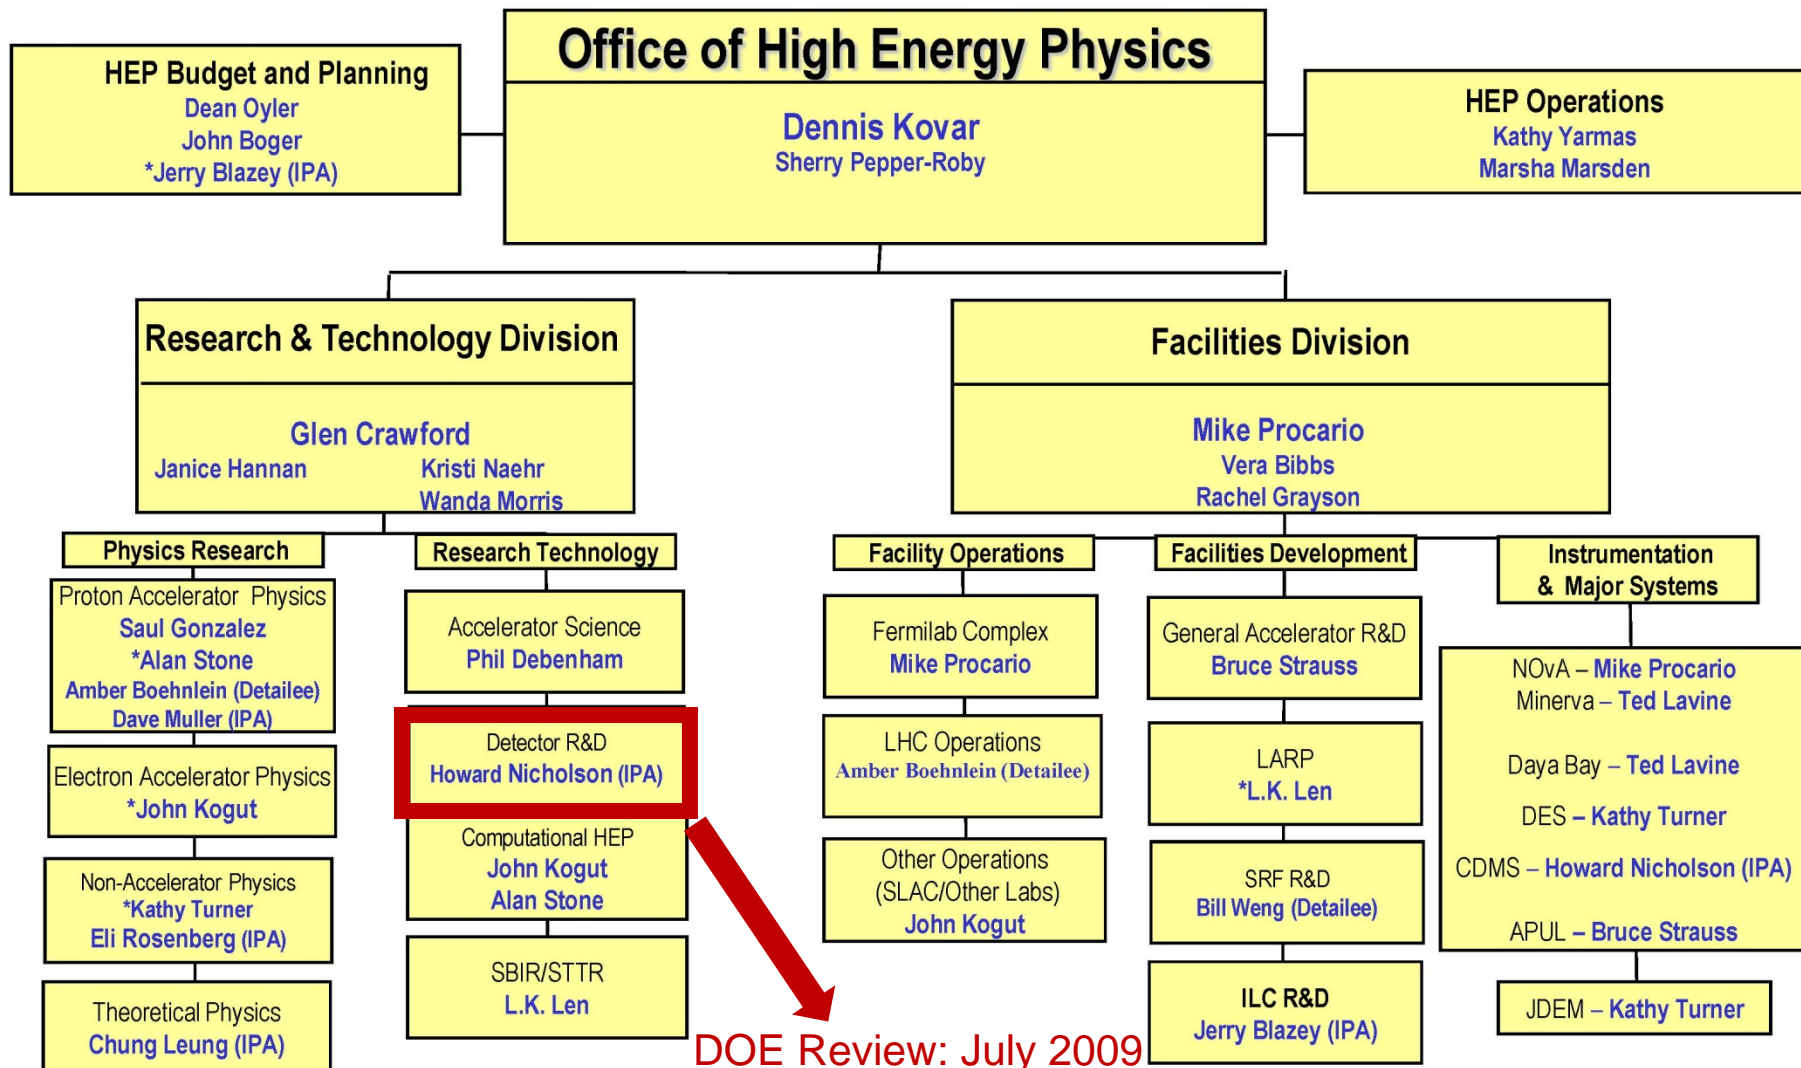 Office of High Energy Physics
Dennis Kovar
Sherry Pepper-Roby
HEP Budget and Planning
Dean Oyler
John Boger
*Jerry Blazey (IPA)
HEP Operations
Kathy Yarmas
Marsha Marsden
Research & Technology Division
Glen Crawford
Janice Hannan Kristi Naehr
Wanda Morris
Facilities Division
Mike Procario
Vera Bibbs
Rachel Grayson
Physics Research
Proton Accelerator Physics
Saul Gonzalez
*Alan Stone
Amber Boehnlein (Detailee)
Dave Muller (IPA)
Electron Accelerator Physics
*John Kogut
Non-Accelerator Physics
*Kathy Turner
Eli Rosenberg (IPA)
Theoretical Physics
Chung Leung (IPA)
Research Technology
Accelerator Science
Phil Debenham
Detector R&D
Howard Nicholson (IPA)
Computational HEP
John Kogut
Alan Stone
SBIR/STTR
L.K. Len
Facility Operations
Fermilab Complex
Mike Procario
LHC Operations
Amber Boehnlein (Detailee)
Other Operations
(SLAC/Other Labs)
John Kogut
Facilities Development
General Accelerator R&D
Bruce Strauss
LARP
*L.K. Len
SRF R&D
Bill Weng (Detailee)
ILC R&D
Jerry Blazey (IPA)
Instrumentation
& Major Systems
NOvA – Mike Procario
Minerva – Ted Lavine
Daya Bay – Ted Lavine
DES – Kathy Turner
CDMS – Howard Nicholson (IPA)
APUL – Bruce Strauss
JDEM – Kathy Turner
DOE Review: July 2009